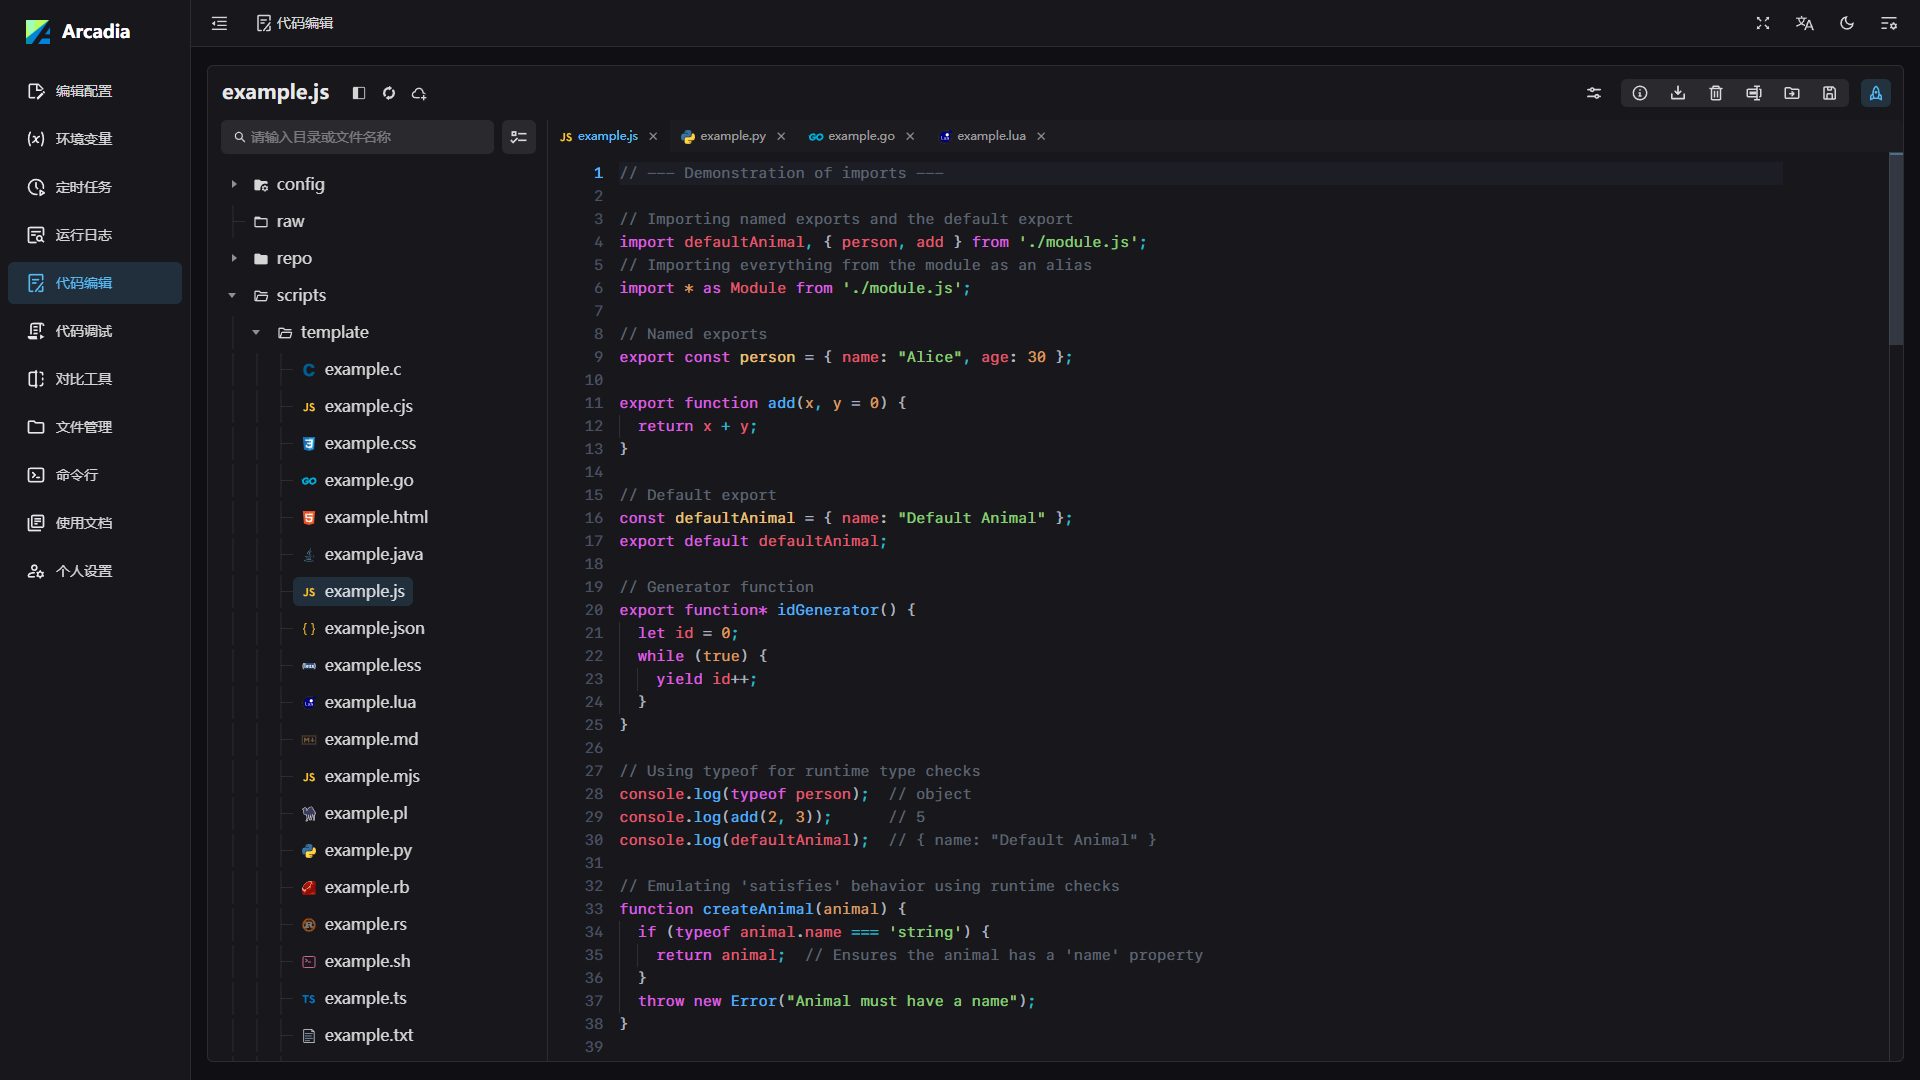 Arcadia
编辑配置
环境变量
定时任务
运行日志
代码编辑
代码调试
对比工具
文件管理
命令行
使用文档
个人设置
代码编辑
example.js
请输入目录或文件名称
config
raw
repo
scripts
template
example.c
example.cjs
example.css
example.go
example.html
example.java
example.js
example.json
example.less
example.lua
example.md
example.mjs
example.pl
example.py
example.rb
example.rs
example.sh
example.ts
example.txt
JS example.js
example.py
GO example.go
example.lua
1 // --- Demonstration of imports ---
2
3 // Importing named exports and the default export
4 import defaultAnimal, { person, add } from './module.js';
5 // Importing everything from the module as an alias
6 import * as Module from './module.js';
7
8 // Named exports
9 export const person = { name: "Alice", age: 30 };
10
11 export function add(x, y = 0) {
12   return x + y;
13 }
14
15 // Default export
16 const defaultAnimal = { name: "Default Animal" };
17 export default defaultAnimal;
18
19 // Generator function
20 export function* idGenerator() {
21   let id = 0;
22   while (true) {
23     yield id++;
24   }
25 }
26
27 // Using typeof for runtime type checks
28 console.log(typeof person);  // object
29 console.log(add(2, 3));      // 5
30 console.log(defaultAnimal);  // { name: "Default Animal" }
31
32 // Emulating 'satisfies' behavior using runtime checks
33 function createAnimal(animal) {
34   if (typeof animal.name === 'string') {
35     return animal;  // Ensures the animal has a 'name' property
36   }
37   throw new Error("Animal must have a name");
38 }
39